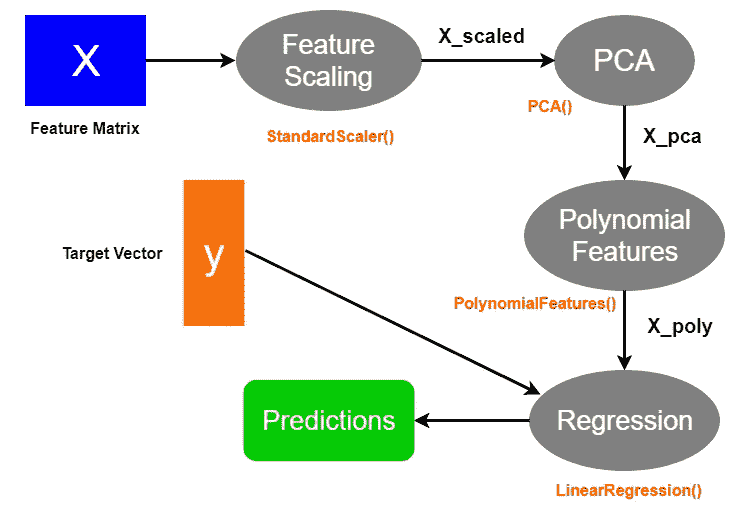 X
Feature Matrix
Feature
Scaling
StandardScaler()
X_scaled
PCA
PCA()
X_pca
Polynomial
Features
PolynomialFeatures()
X_poly
Target Vector
y
Regression
LinearRegression()
Predictions